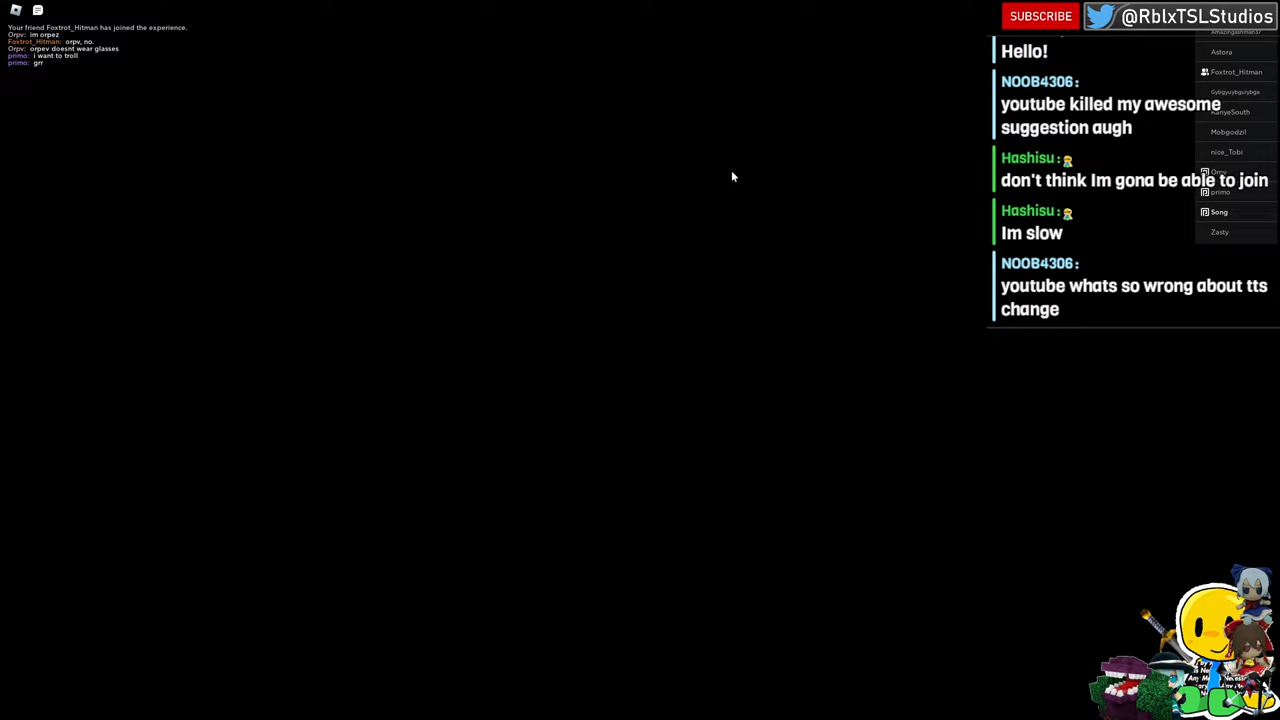 Your friend Foxtrot_Hitman has joined the experience.
Orpv: im orpez
Foxtrot_Hitman: orpv, no.
Orpv: orpev doesnt wear glasses
primo: i want to troll
primo: grr
SUBSCRIBE
@RblxTSLStudios
Hello!
NOOB4306:
youtube killed my awesome
suggestion augh
Hashisu:
don't think Im gona be able to join
Hashisu:
Im slow
NOOB4306:
youtube whats so wrong about tts
change
Astora
Foxtrot_Hitman
KanyeSouth
Mobgodzil
nice_Tobi
Orpv
primo
Song
Zasty